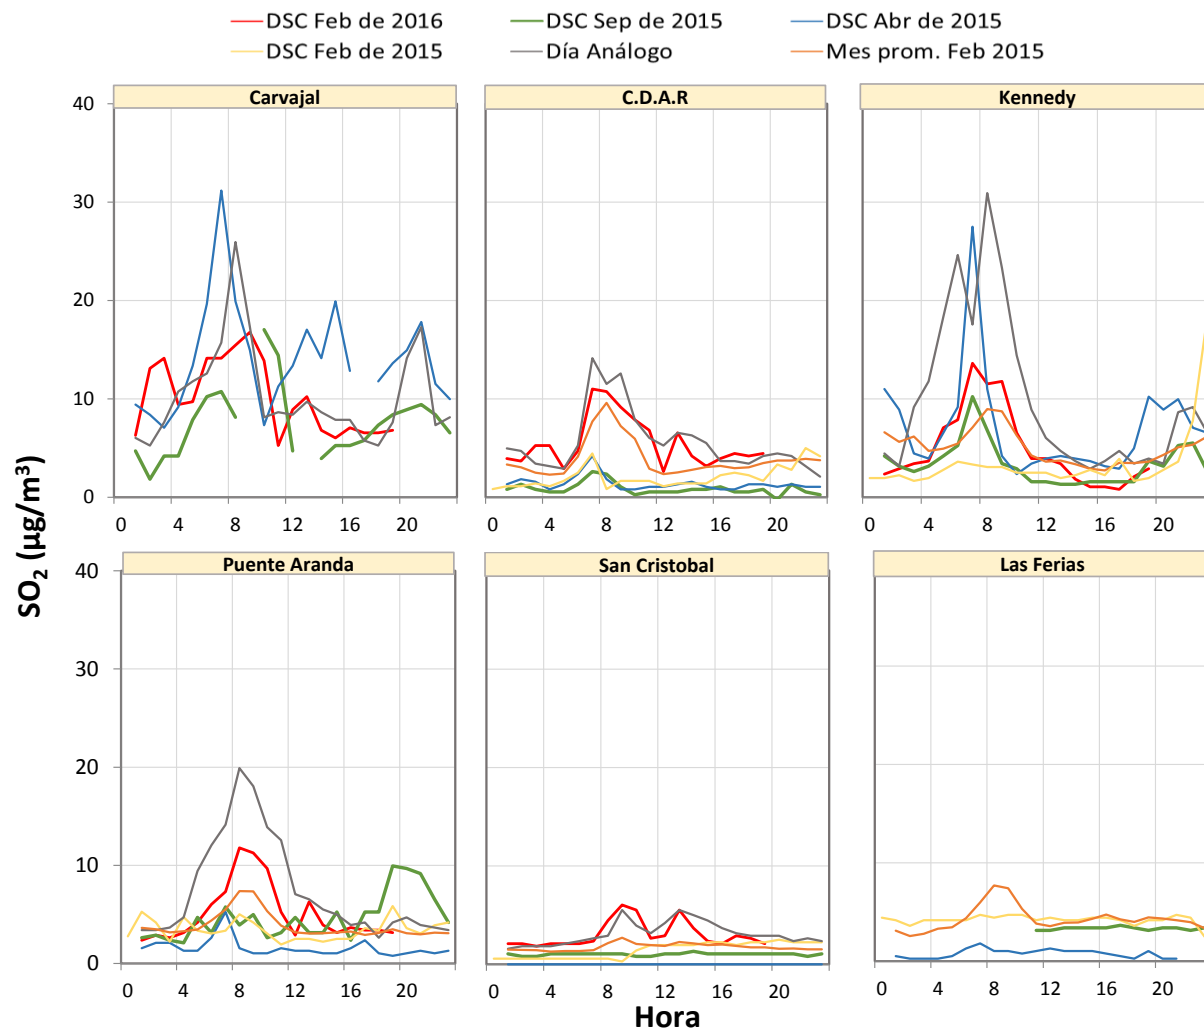 DSC Feb de 2016 DSC Sep de 2015 DSC Abr de 2015
DSC Feb de 2015 Día Análogo Mes prom. Feb 2015
Carvajal C.D.A.R Kennedy
40
30
20
10
0
0 4 8 12 16 20 0 4 8 12 16 20 0 4 8 12 16 20
SO₂ (µg/m³)
Puente Aranda San Cristobal Las Ferias
40
30
20
10
0
0 4 8 12 16 20 0 4 8 12 16 20 0 4 8 12 16 20
Hora